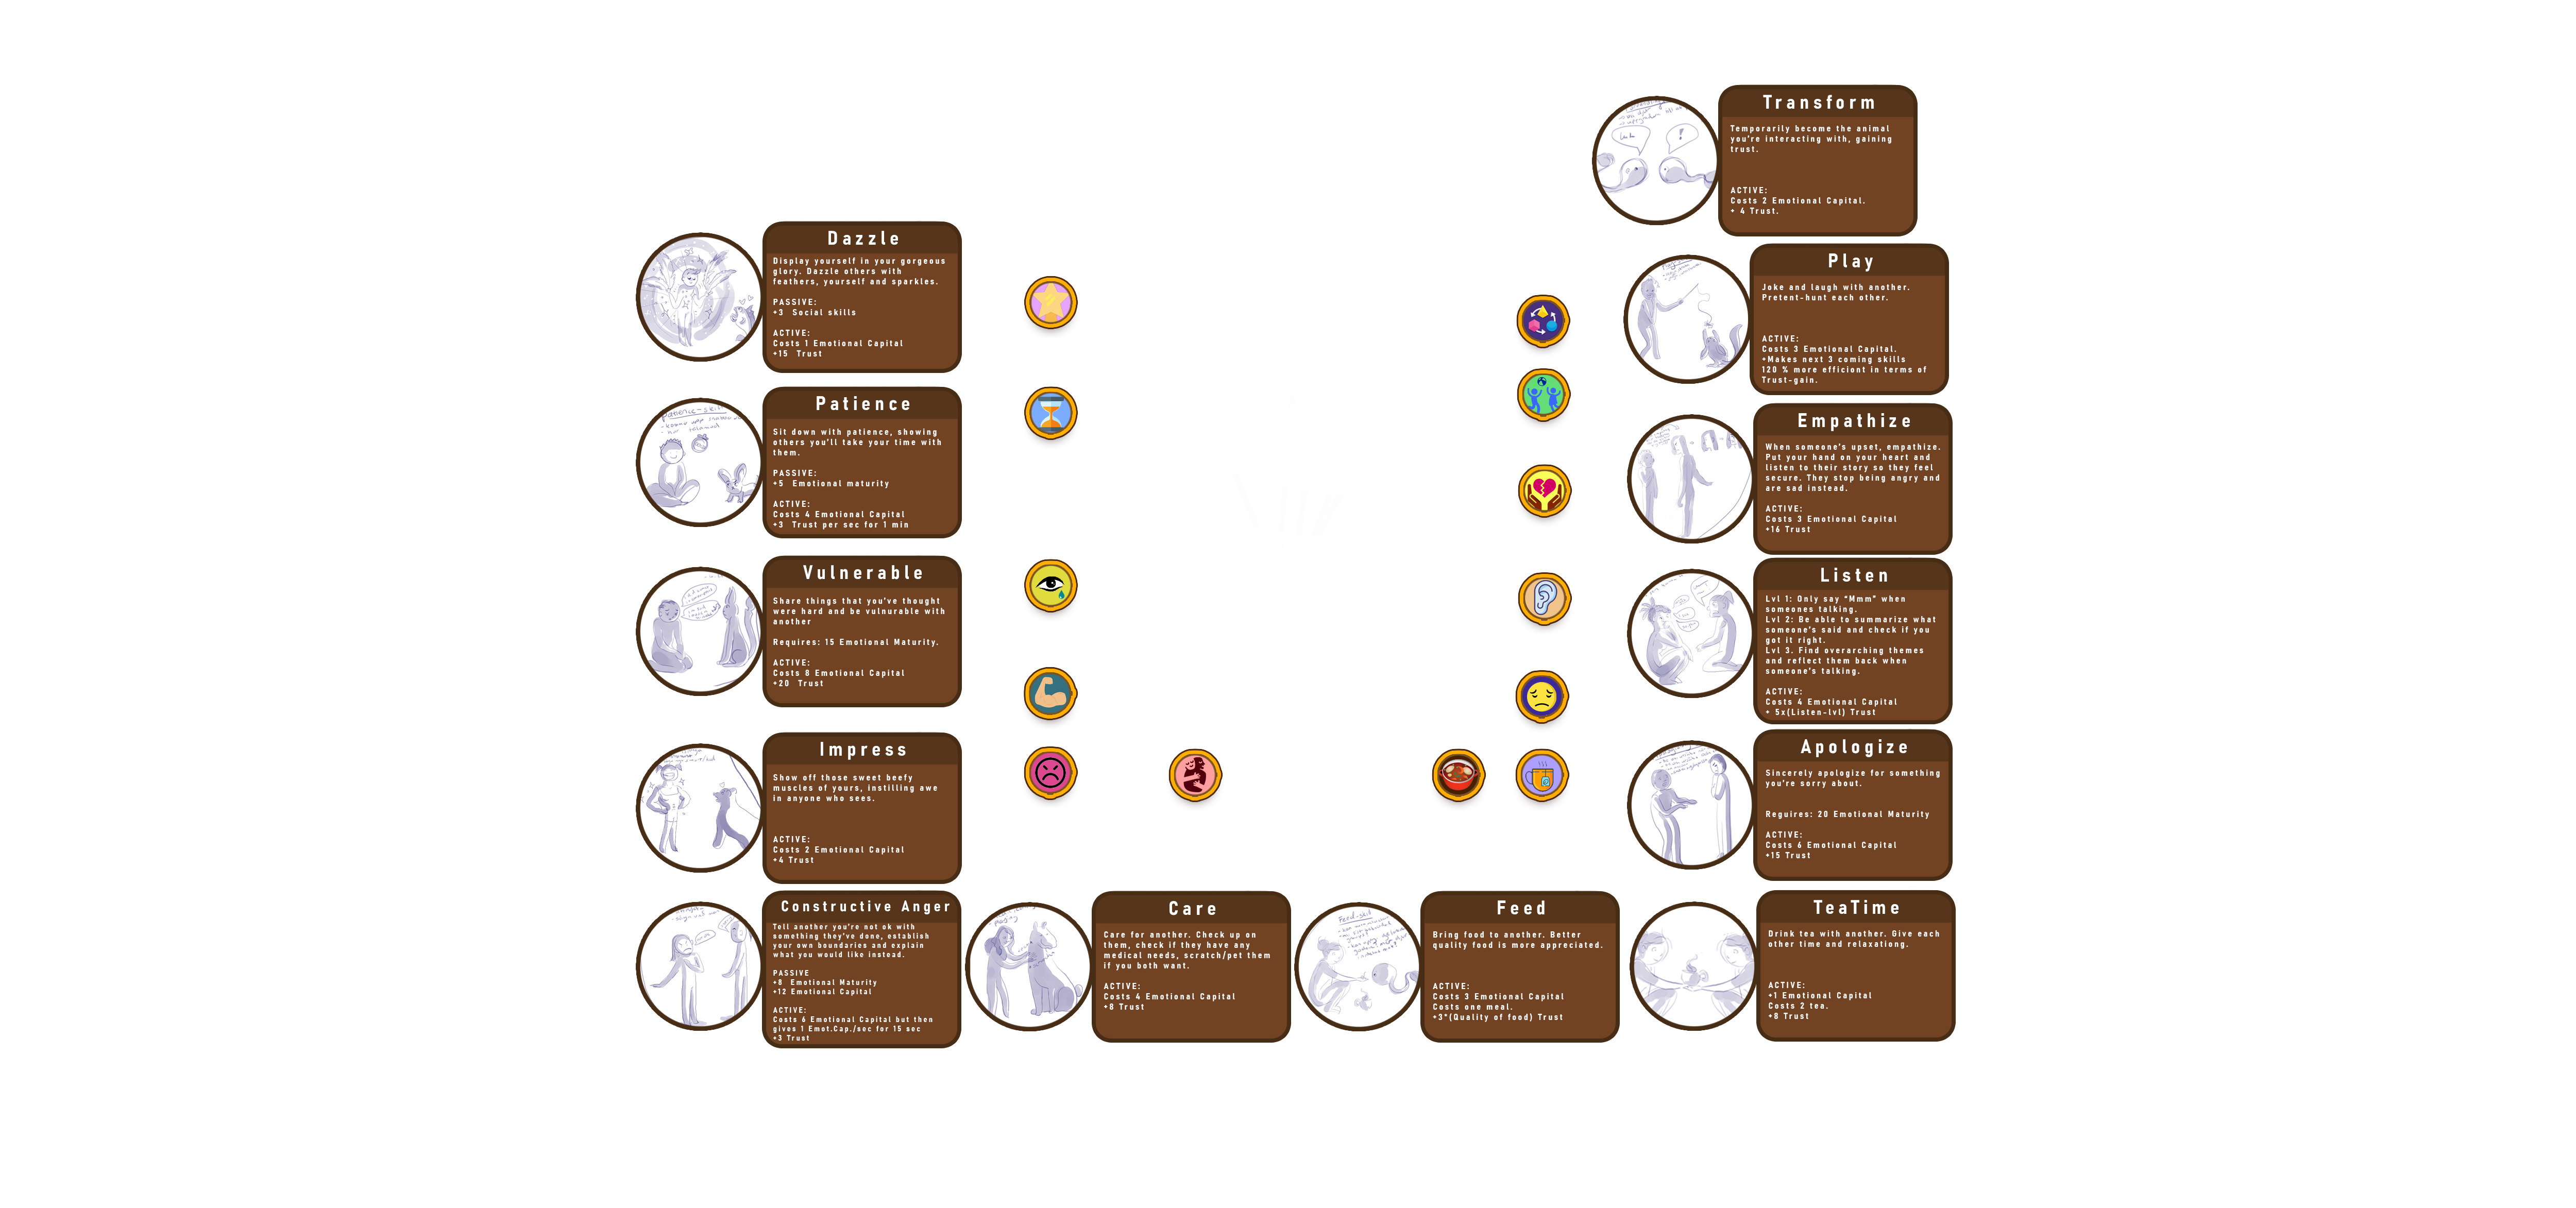 Transform
Temporarily become the animal
you're interacting with, gaining
trust.
ACTIVE:
Costs 2 Emotional Capital.
+ 4 Trust.
Dazzle
Display yourself in your gorgeous
glory. Dazzle others with
feathers, yourself and sparkles.
PASSIVE:
+3 Social skills
ACTIVE:
Costs 1 Emotional Capital
+15 Trust
Play
Joke and laugh with another.
Pretent-hunt each other.
ACTIVE:
Costs 3 Emotional Capital.
+Makes next 3 coming skills
120 % more efficiont in terms of
Trust-gain.
Patience
Sit down with patience, showing
others you'll take your time with
them.
PASSIVE:
+5 Emotional maturity
ACTIVE:
Costs 4 Emotional Capital
+3 Trust per sec for 1 min
Empathize
When someone's upset, empathize.
Put your hand on your heart and
listen to their story so they feel
secure. They stop being angry and
are sad instead.
ACTIVE:
Costs 3 Emotional Capital
+16 Trust
Vulnerable
Share things that you've thought
were hard and be vulnurable with
another
Requires: 15 Emotional Maturity.
ACTIVE:
Costs 8 Emotional Capital
+20 Trust
Listen
Lvl 1: Only say "Mmm" when
someones talking.
Lvl 2: Be able to summarize what
someone's said and check if you
got it right.
Lvl 3. Find overarching themes
and reflect them back when
someone's talking.
ACTIVE:
Costs 4 Emotional Capital
+ 5x(Listen-lvl) Trust
Impress
Show off those sweet beefy
muscles of yours, instilling awe
in anyone who sees.
ACTIVE:
Costs 2 Emotional Capital
+4 Trust
Apologize
Sincerely apologize for something
you're sorry about.
Requires: 20 Emotional Maturity
ACTIVE:
Costs 6 Emotional Capital
+15 Trust
Constructive Anger
Tell another you're not ok with
something they've done, establish
your own boundaries and explain
what you would like instead.
PASSIVE
+8 Emotional Maturity
+12 Emotional Capital
ACTIVE:
Costs 6 Emotional Capital but then
gives 1 Emot.Cap./sec for 15 sec
+3 Trust
Care
Care for another. Check up on
them, check if they have any
medical needs, scratch/pet them
if you both want.
ACTIVE:
Costs 4 Emotional Capital
+8 Trust
Feed
Feed-skil
Bring food to another. Better
quality food is more appreciated.
ACTIVE:
Costs 3 Emotional Capital
Costs one meal.
+3*(Quality of food) Trust
TeaTime
Drink tea with another. Give each
other time and relaxationg.
ACTIVE:
+1 Emotional Capital
Costs 2 tea.
+8 Trust